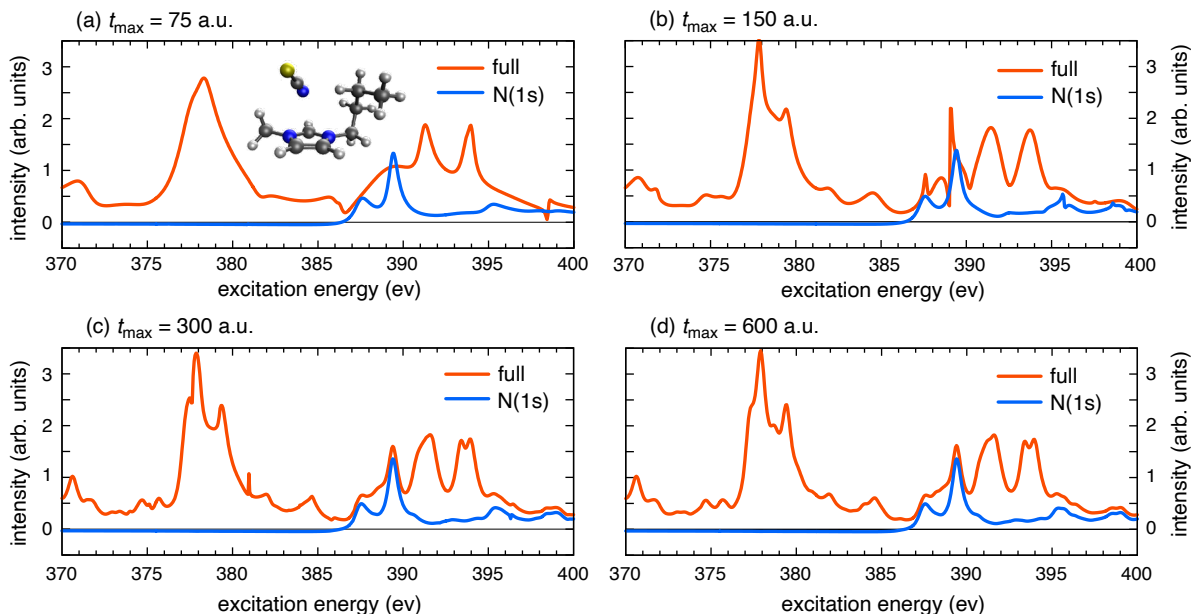 (a) tmax = 75 a.u.
intensity (arb. units)
3
2
1
0
full
N(1s)
370 375 380 385 390 395 400
excitation energy (ev)
(b) tmax = 150 a.u.
full
N(1s)
3
2
1
0
intensity (arb. units)
370 375 380 385 390 395 400
excitation energy (ev)
(c) tmax = 300 a.u.
intensity (arb. units)
3
2
1
0
full
N(1s)
370 375 380 385 390 395 400
excitation energy (ev)
(d) tmax = 600 a.u.
full
N(1s)
3
2
1
0
intensity (arb. units)
370 375 380 385 390 395 400
excitation energy (ev)